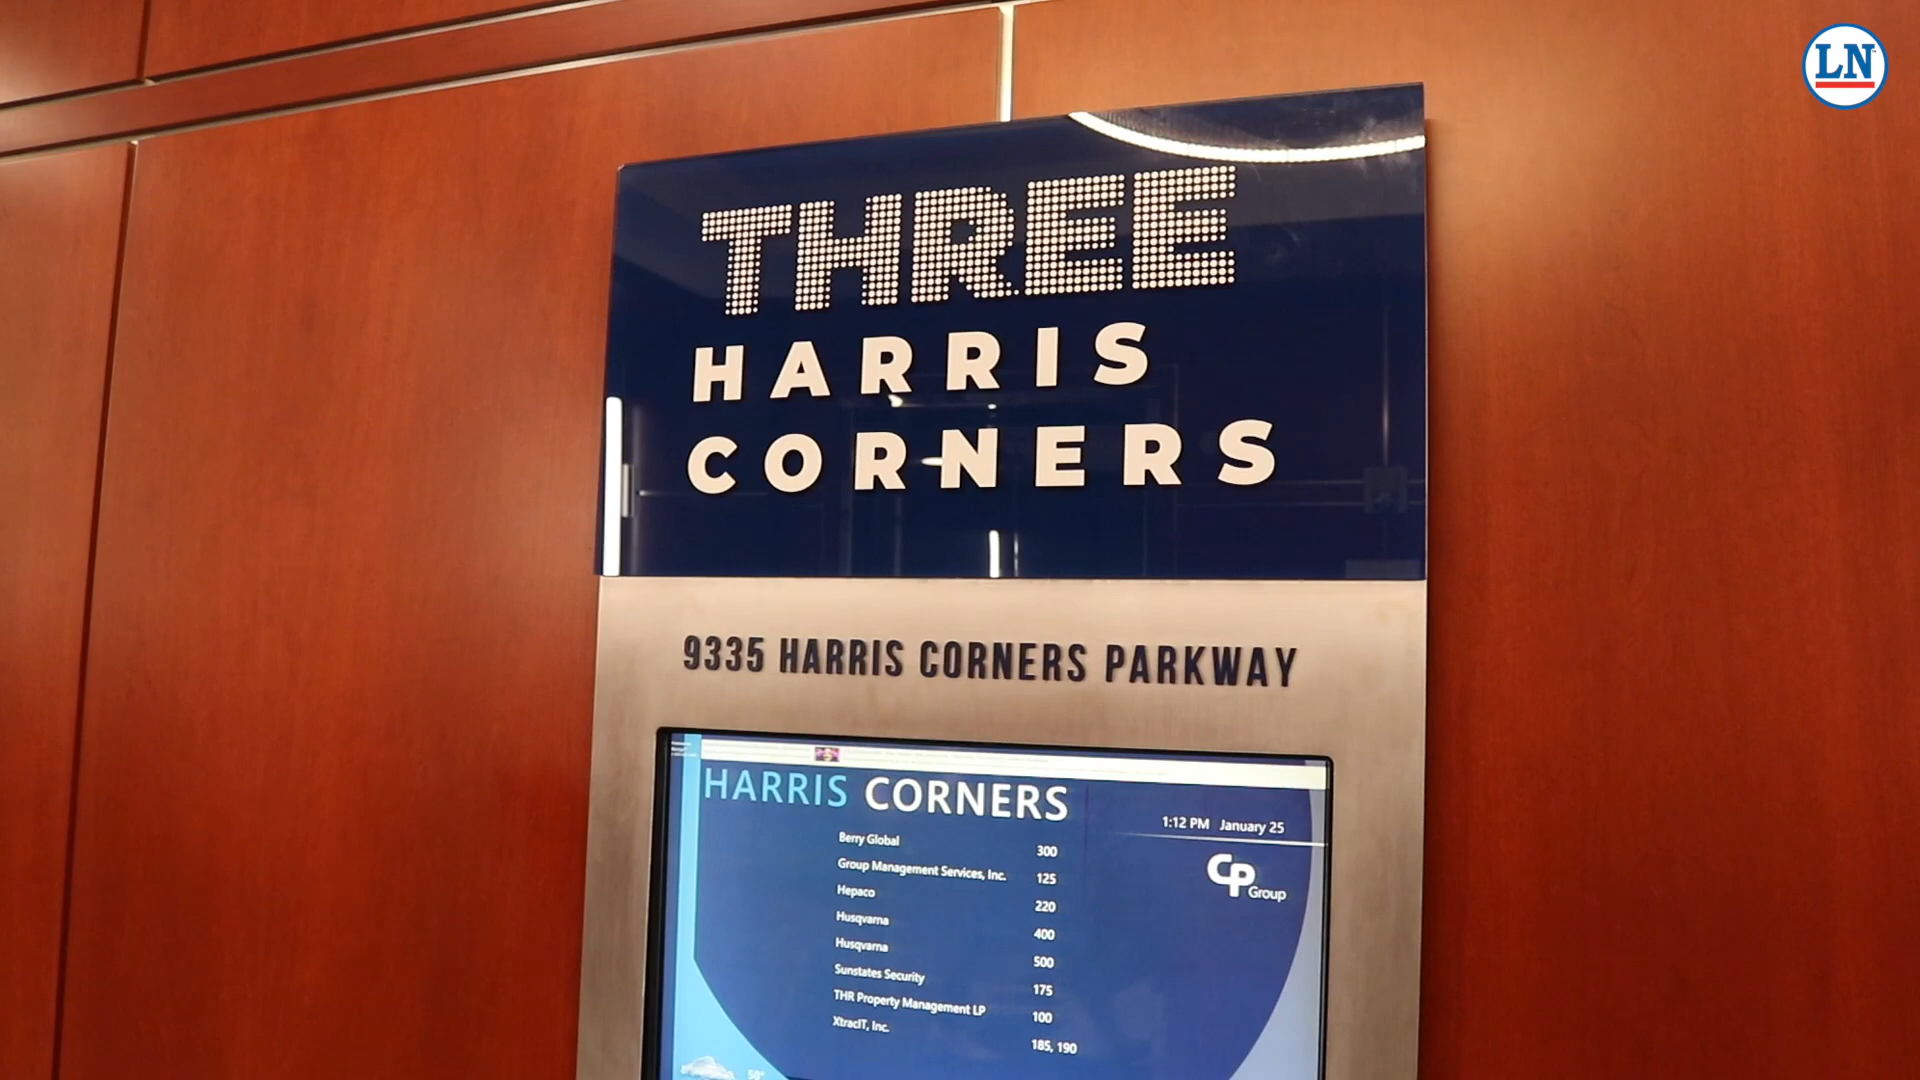 LN
THREE
HARRIS
CORNERS
9335 HARRIS CORNERS PARKWAY
HARRIS CORNERS
1:12 PM January 25
CP Group
Berry Global 300
Group Management Services, Inc. 125
Hepaco 220
Husqvarna 400
Husqvarna 500
Sunstates Security 175
THR Property Management LP 100
XtracIT, Inc. 185, 190
50°